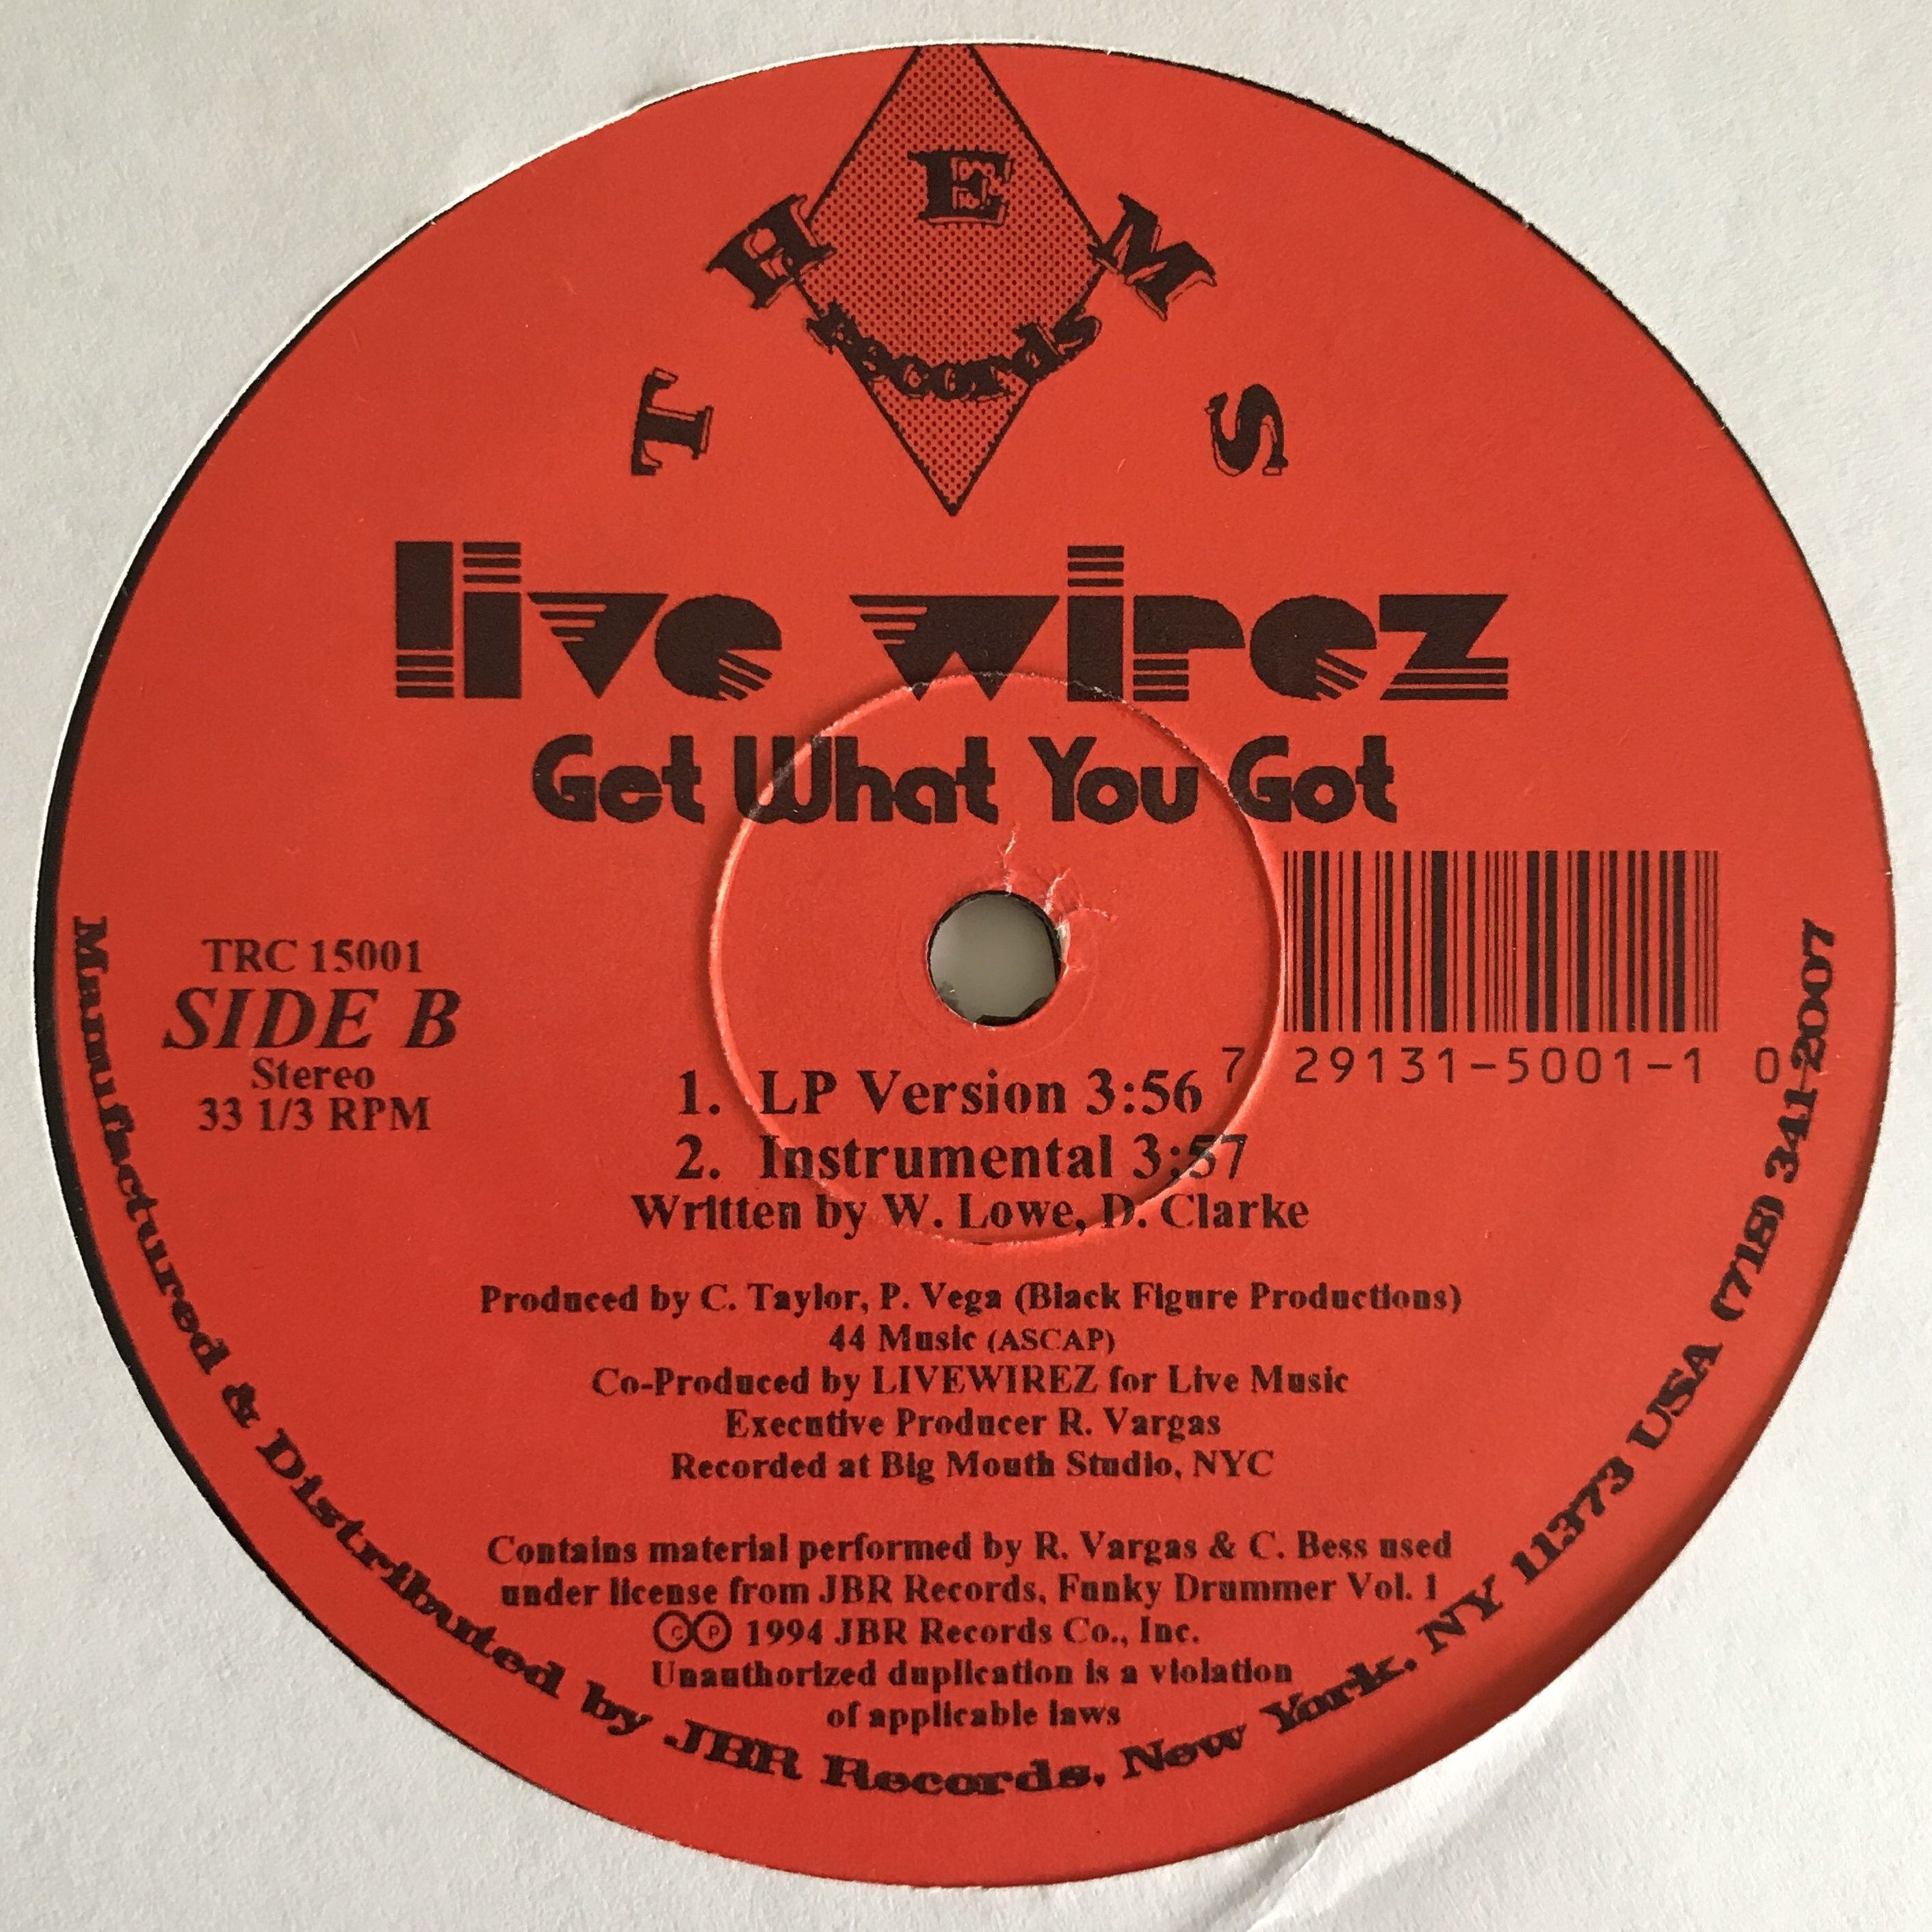 THEMS
Records
live wirez
Get What You Got
TRC 15001
SIDE B
Stereo
33 1/3 RPM
7 29131-5001-1 0
1. LP Version 3:56
2. Instrumental 3:57
Written by W. Lowe, D. Clarke
Produced by C. Taylor, P. Vega (Black Figure Productions)
44 Music (ASCAP)
Co-Produced by LIVEWIREZ for Live Music
Executive Producer R. Vargas
Recorded at Big Mouth Studio, NYC
Contains material performed by R. Vargas & C. Bess used
under license from JBR Records, Funky Drummer Vol. 1
©℗ 1994 JBR Records Co., Inc.
Unauthorized duplication is a violation
of applicable laws
Manufactured & Distributed by JBR Records, New York, NY 11373 USA (718) 341-2007